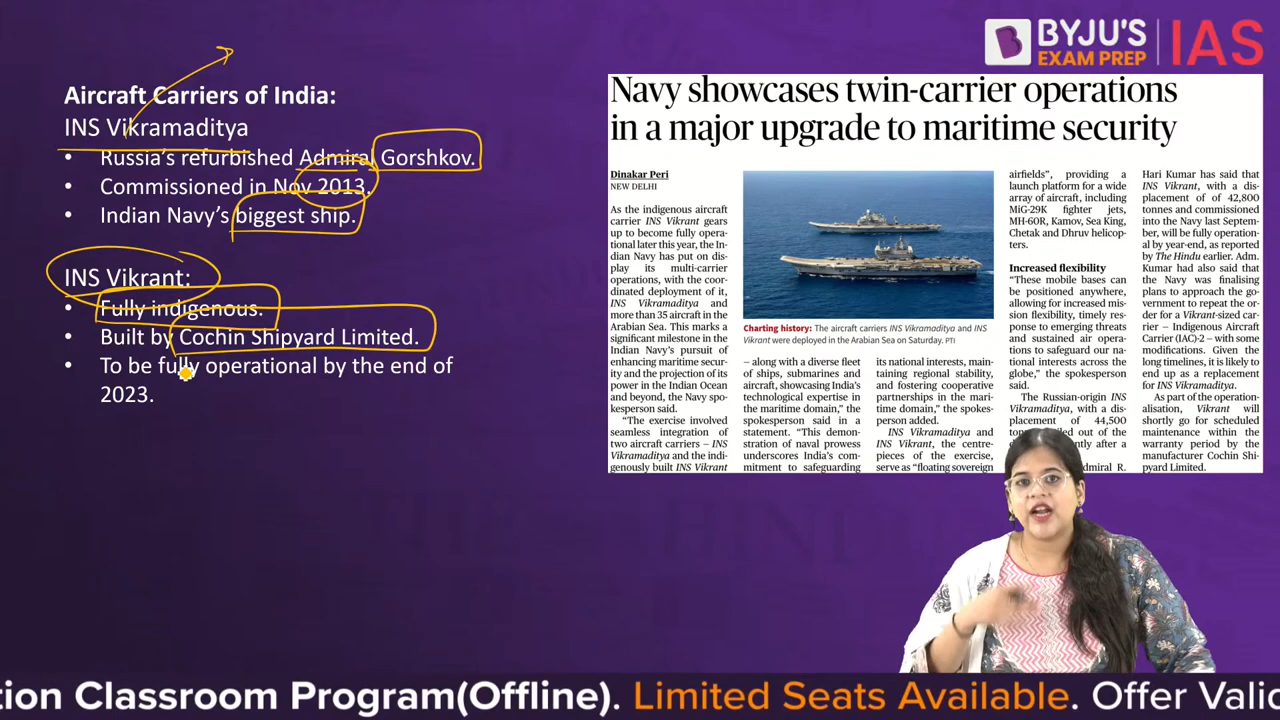 BYJU'S
EXAM PREP
IAS
Aircraft Carriers of India:
INS Vikramaditya
• Russia's refurbished Admiral Gorshkov.
• Commissioned in Nov 2013.
• Indian Navy's biggest ship.
INS Vikrant:
• Fully indigenous.
• Built by Cochin Shipyard Limited.
• To be fully operational by the end of
2023.
Navy showcases twin-carrier operations
in a major upgrade to maritime security
Dinakar Peri
NEW DELHI
As the indigenous aircraft
carrier INS Vikrant gears
up to become fully opera-
tional later this year, the In-
dian Navy has put on dis-
play its multi-carrier
operations, with the coor-
dinated deployment of it,
INS Vikramaditya and
more than 35 aircraft in the
Arabian Sea. This marks a
significant milestone in the
Indian Navy's pursuit of
enhancing maritime secur-
ity and the projection of its
power in the Indian Ocean
and beyond, the Navy spo-
kesperson said.
"The exercise involved
seamless integration of
two aircraft carriers – INS
Vikramaditya and the indi-
genously built INS Vikrant
Charting history: The aircraft carriers INS Vikramaditya and INS
Vikrant were deployed in the Arabian Sea on Saturday. PTI
– along with a diverse fleet
of ships, submarines and
aircraft, showcasing India's
technological expertise in
the maritime domain," the
spokesperson said in a
statement. "This demon-
stration of naval prowess
underscores India's com-
mitment to safeguarding
its national interests, main-
taining regional stability,
and fostering cooperative
partnerships in the mari-
time domain," the spokes-
person added.
INS Vikramaditya and
INS Vikrant, the centre-
pieces of the exercise,
serve as "floating sovereign
airfields", providing a
launch platform for a wide
array of aircraft, including
MiG-29K fighter jets,
MH-60R, Kamov, Sea King,
Chetak and Dhruv helicop-
ters.
Increased flexibility
"These mobile bases can
be positioned anywhere,
allowing for increased mis-
sion flexibility, timely res-
ponse to emerging threats
and sustained air opera-
tions to safeguard our na-
tional interests across the
globe," the spokesperson
said.
The Russian-origin INS
Vikramaditya, with a dis-
placement of 44,500
out of the
after a
R.
Hari Kumar has said that
INS Vikrant, with a dis-
placement of of 42,800
tonnes and commissioned
into the Navy last Septem-
ber, will be fully operation-
al by year-end, as reported
by The Hindu earlier. Adm.
Kumar had also said that
the Navy was finalising
plans to approach the go-
vernment to repeat the or-
der for a Vikrant-sized car-
rier – Indigenous Aircraft
Carrier (IAC)-2 – with some
modifications. Given the
long timelines, it is likely to
end up as a replacement
for INS Vikramaditya.
As part of the operation-
alisation, Vikrant will
shortly go for scheduled
maintenance within the
warranty period by the
manufacturer Cochin Shi-
pyard Limited.
tion Classroom Program(Offline). Limited Seats Available. Offer Valid